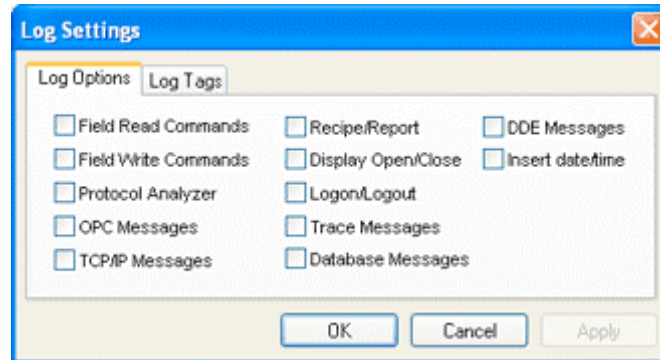 Log Settings
Log Options Log Tags
Field Read Commands Recipe/Report DDE Messages
Field Write Commands Display Open/Close Insert date/time
Protocol Analyzer Logon/Logout
OPC Messages Trace Messages
TCP/IP Messages Database Messages
OK Cancel Apply